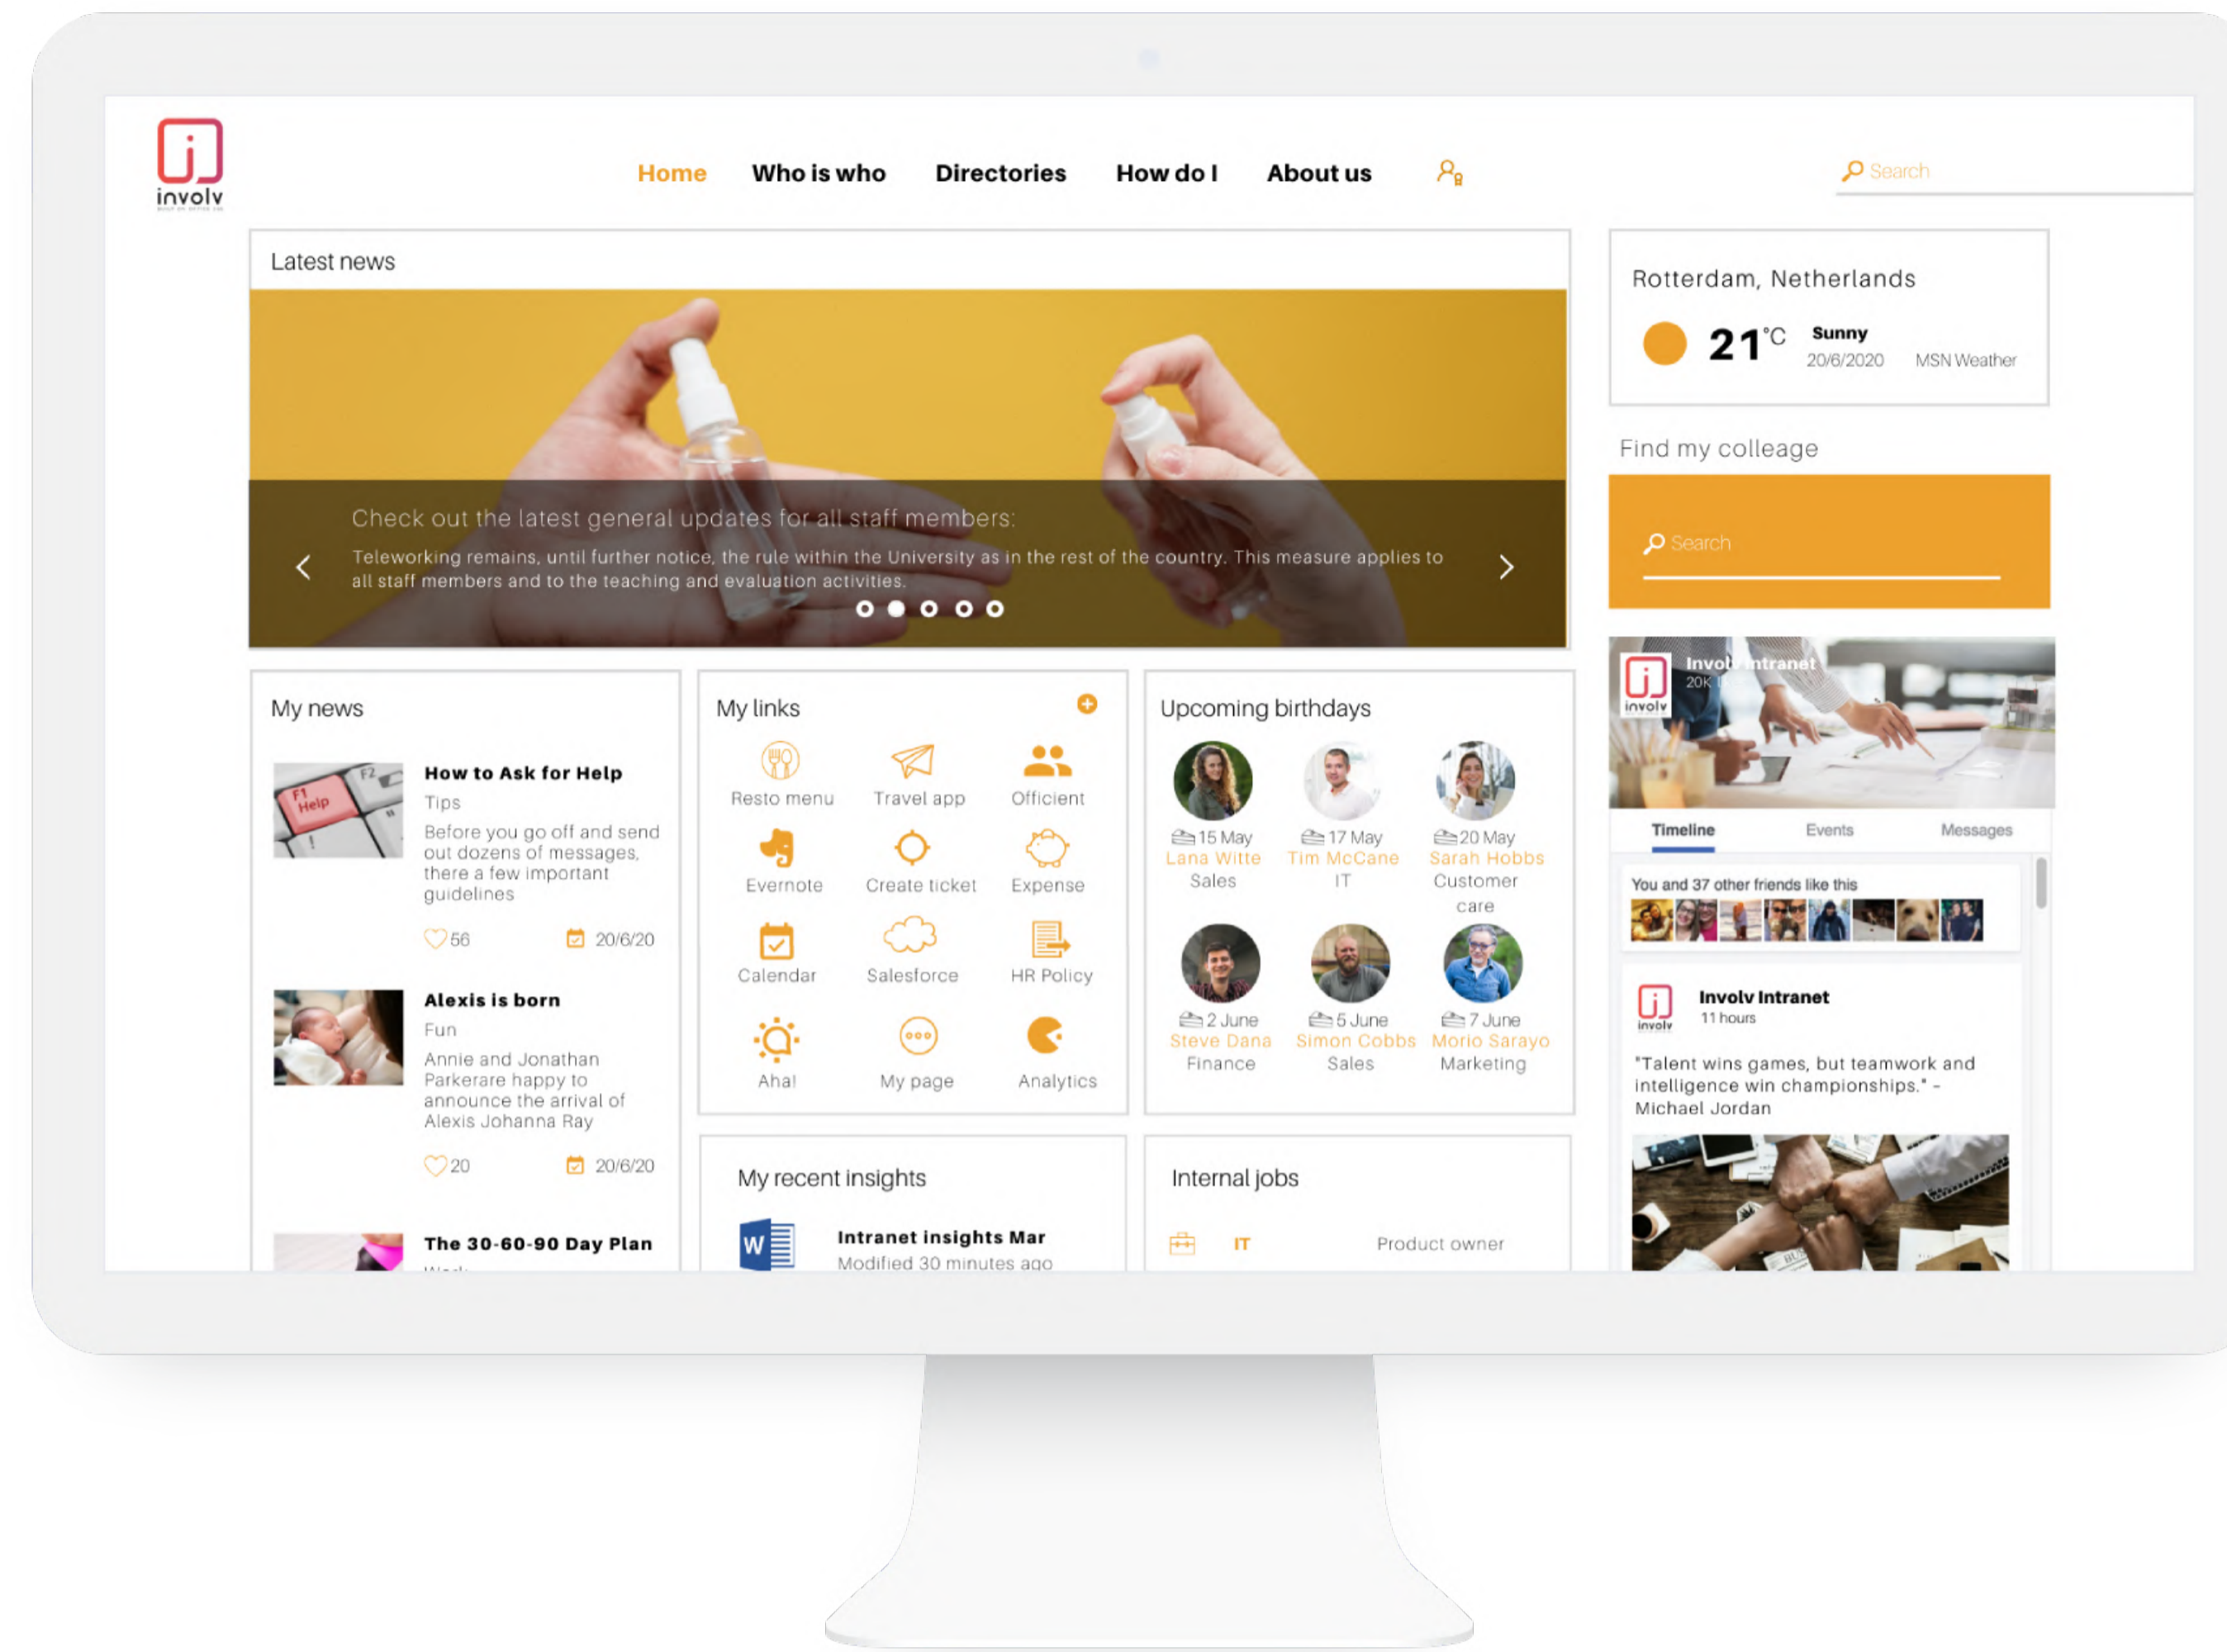 involv
Home Who is who Directories How do I About us
Search
Latest news
Check out the latest general updates for all staff members:
Teleworking remains, until further notice, the rule within the University as in the rest of the country. This measure applies to
all staff members and to the teaching and evaluation activities.
Rotterdam, Netherlands
21°C Sunny
20/6/2020 MSN Weather
Find my colleage
Search
My news
F1
Help
F2
How to Ask for Help
Tips
Before you go off and send
out dozens of messages,
there a few important
guidelines
56 20/6/20
Alexis is born
Fun
Annie and Jonathan
Parkerare happy to
announce the arrival of
Alexis Johanna Ray
20 20/6/20
The 30-60-90 Day Plan
My links
Resto menu Travel app Officient
Evernote Create ticket Expense
Calendar Salesforce HR Policy
Aha! My page Analytics
Upcoming birthdays
15 May 17 May 20 May
Lana Witte Tim McCane Sarah Hobbs
Sales IT Customer
care
2 June 5 June 7 June
Steve Dana Simon Cobbs Morio Sarayo
Finance Sales Marketing
My recent insights
W
Intranet insights Mar
Modified 30 minutes ago
Internal jobs
IT Product owner
involv
Involv Intranet
20K
Timeline Events Messages
You and 37 other friends like this
involv
Involv Intranet
11 hours
"Talent wins games, but teamwork and
intelligence win championships." -
Michael Jordan